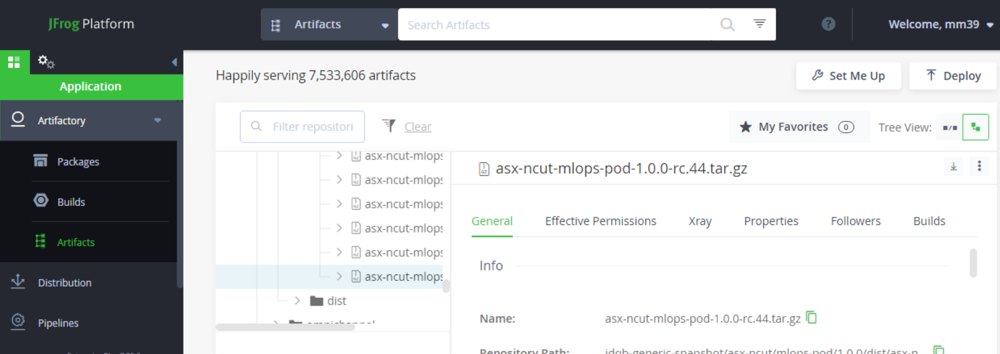 JFrog Platform
Artifacts
Search Artifacts
?
Welcome, mm39
Application
Happily serving 7,533,606 artifacts
Set Me Up
Deploy
Artifactory
Filter repositori
Clear
My Favorites 0
Tree View:
Packages
Builds
Artifacts
Distribution
Pipelines
asx-ncut-mlops
asx-ncut-mlops
asx-ncut-mlops
asx-ncut-mlops
asx-ncut-mlops
asx-ncut-mlops
dist
omnichannel
asx-ncut-mlops-pod-1.0.0-rc.44.tar.gz
General Effective Permissions Xray Properties Followers Builds
Info
Name: asx-ncut-mlops-pod-1.0.0-rc.44.tar.gz
Repository Path: idqb-generic-snapshot/asx-ncut/mlops-pod/1.0.0/dist/asx-n